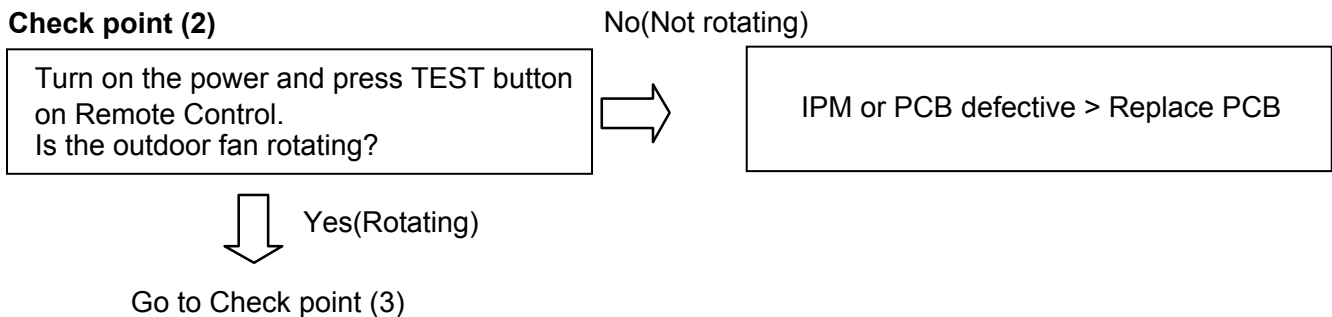 Check point (2)
No(Not rotating)
Turn on the power and press TEST button
on Remote Control.
Is the outdoor fan rotating?
IPM or PCB defective > Replace PCB
Yes(Rotating)
Go to Check point (3)